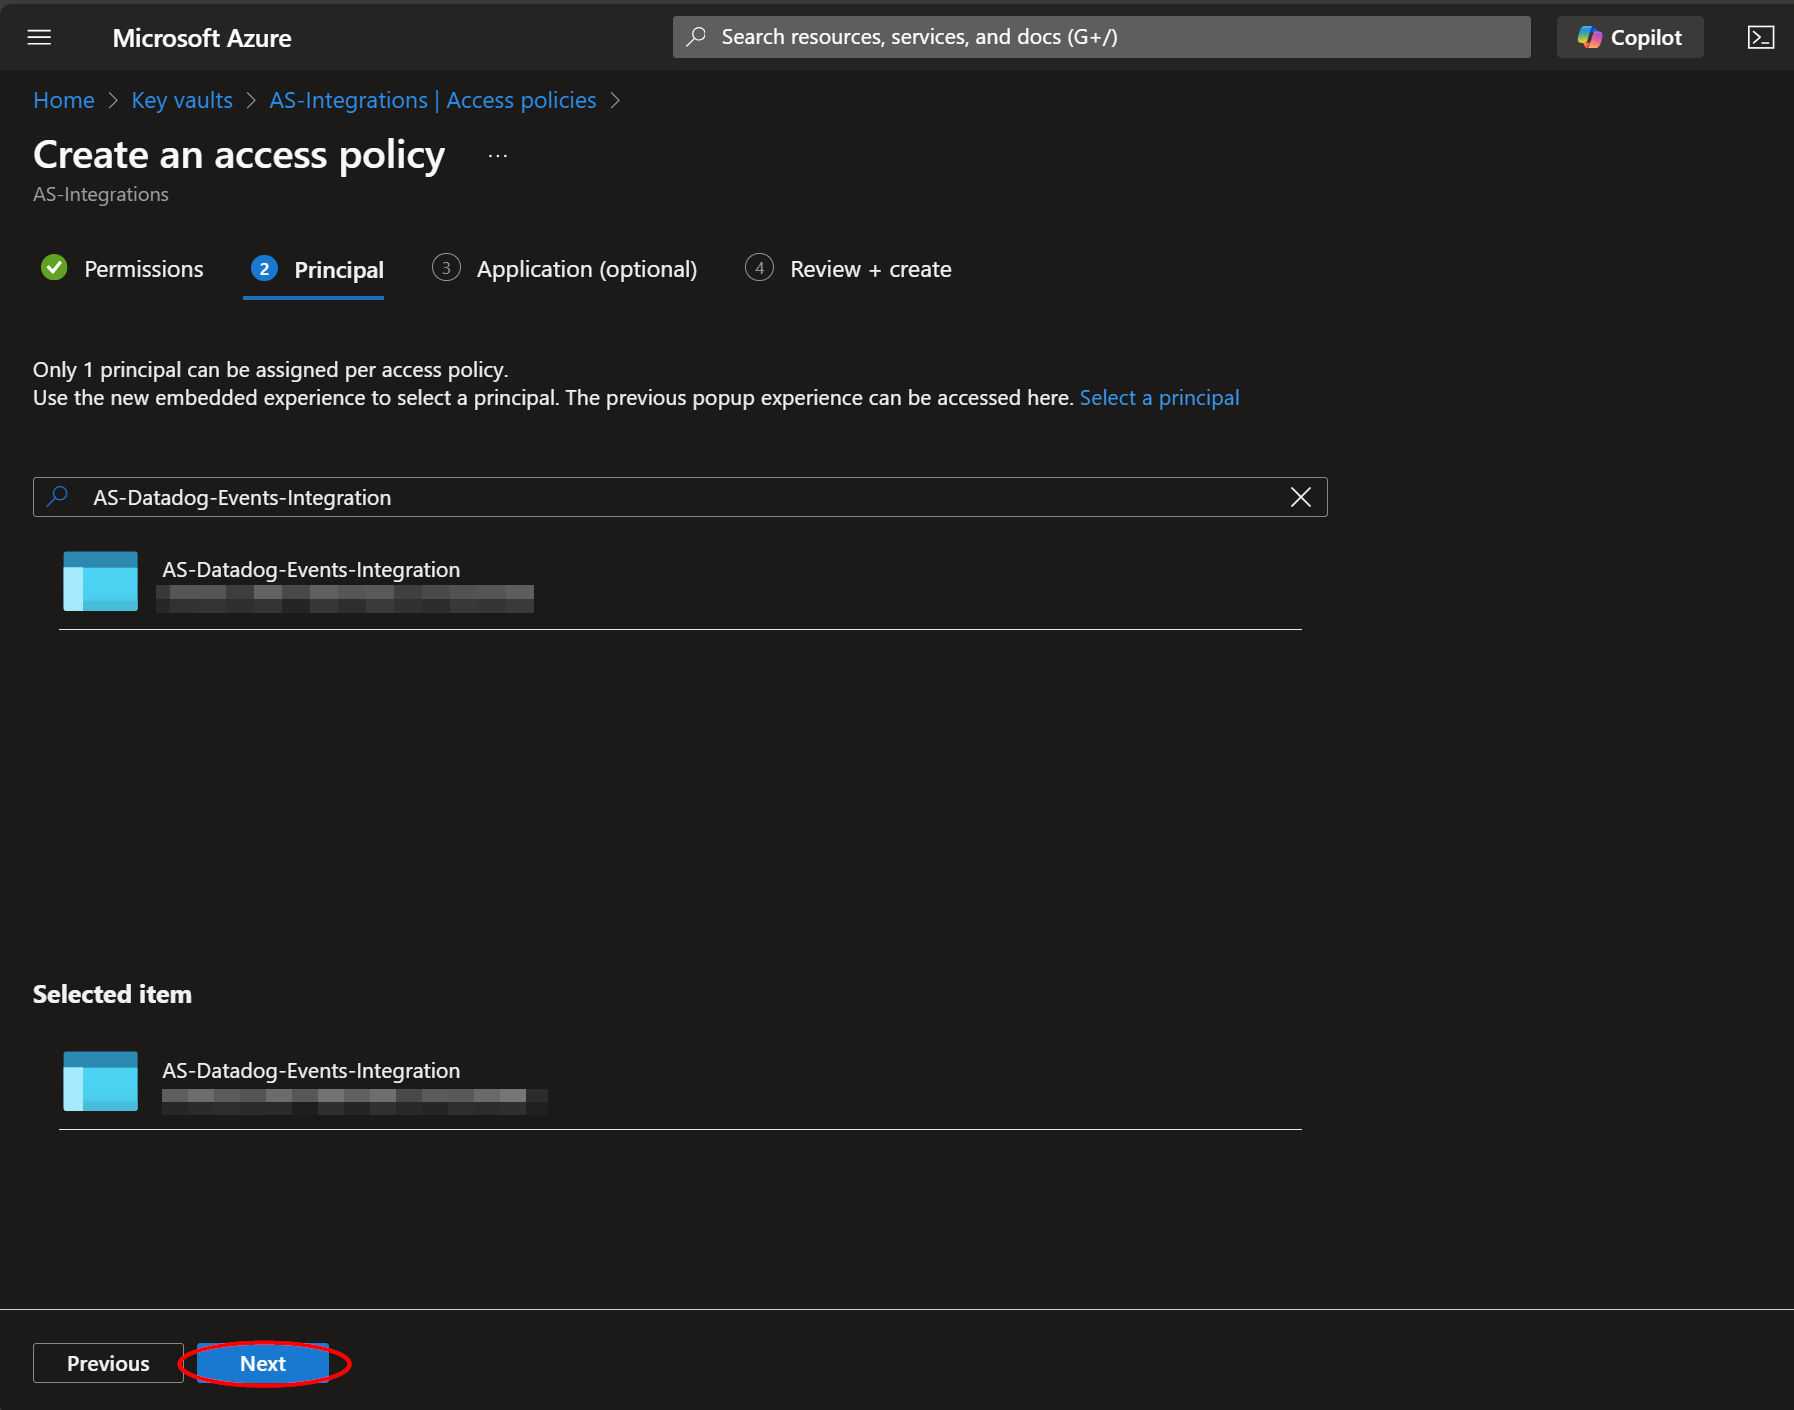 Microsoft Azure
Search resources, services, and docs (G+/)
Copilot
Home > Key vaults > AS-Integrations | Access policies >
Create an access policy ...
AS-Integrations
Permissions
2 Principal
3 Application (optional)
4 Review + create
Only 1 principal can be assigned per access policy.
Use the new embedded experience to select a principal. The previous popup experience can be accessed here. Select a principal
AS-Datadog-Events-Integration
AS-Datadog-Events-Integration
Selected item
AS-Datadog-Events-Integration
Previous
Next